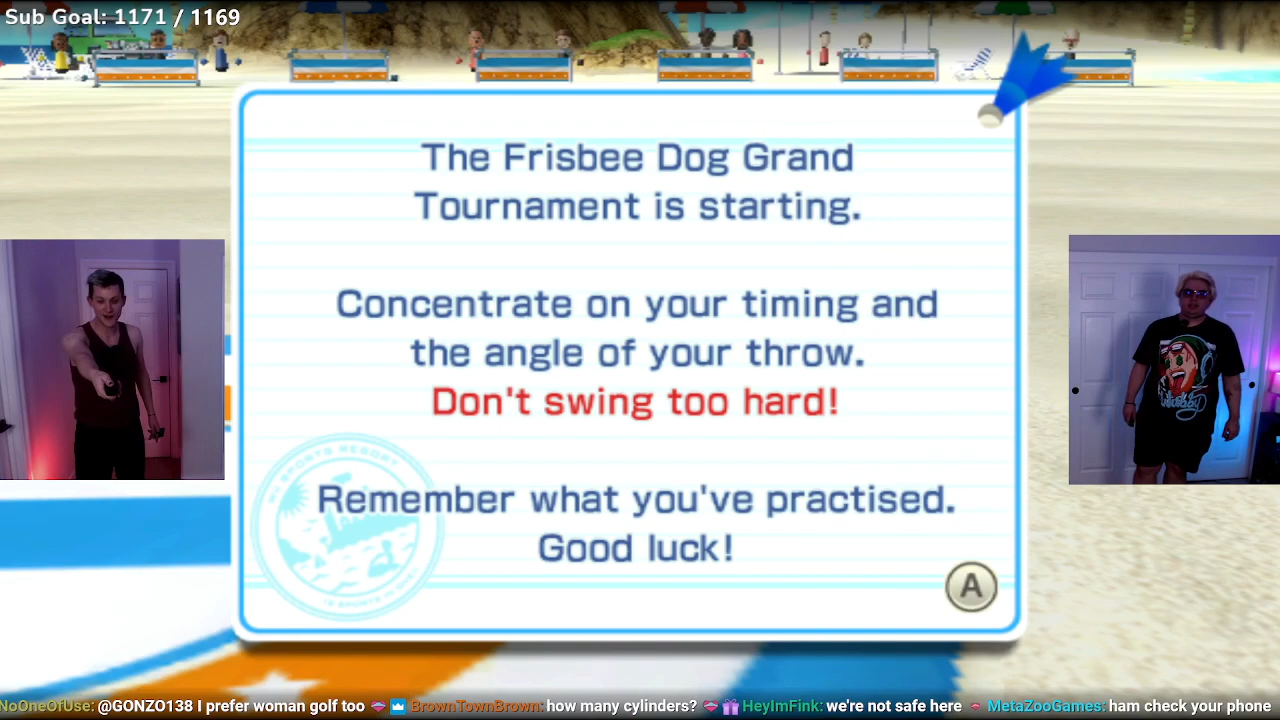 Sub Goal: 1171 / 1169
The Frisbee Dog Grand
Tournament is starting.
Concentrate on your timing and
the angle of your throw.
Don't swing too hard!
Remember what you've practised.
Good luck!
A
NoOneOfUse: @GONZO138 I prefer woman golf too BrownTownBrown: how many cylinders? HeyImFink: we're not safe here MetaZooGames: ham check your phone